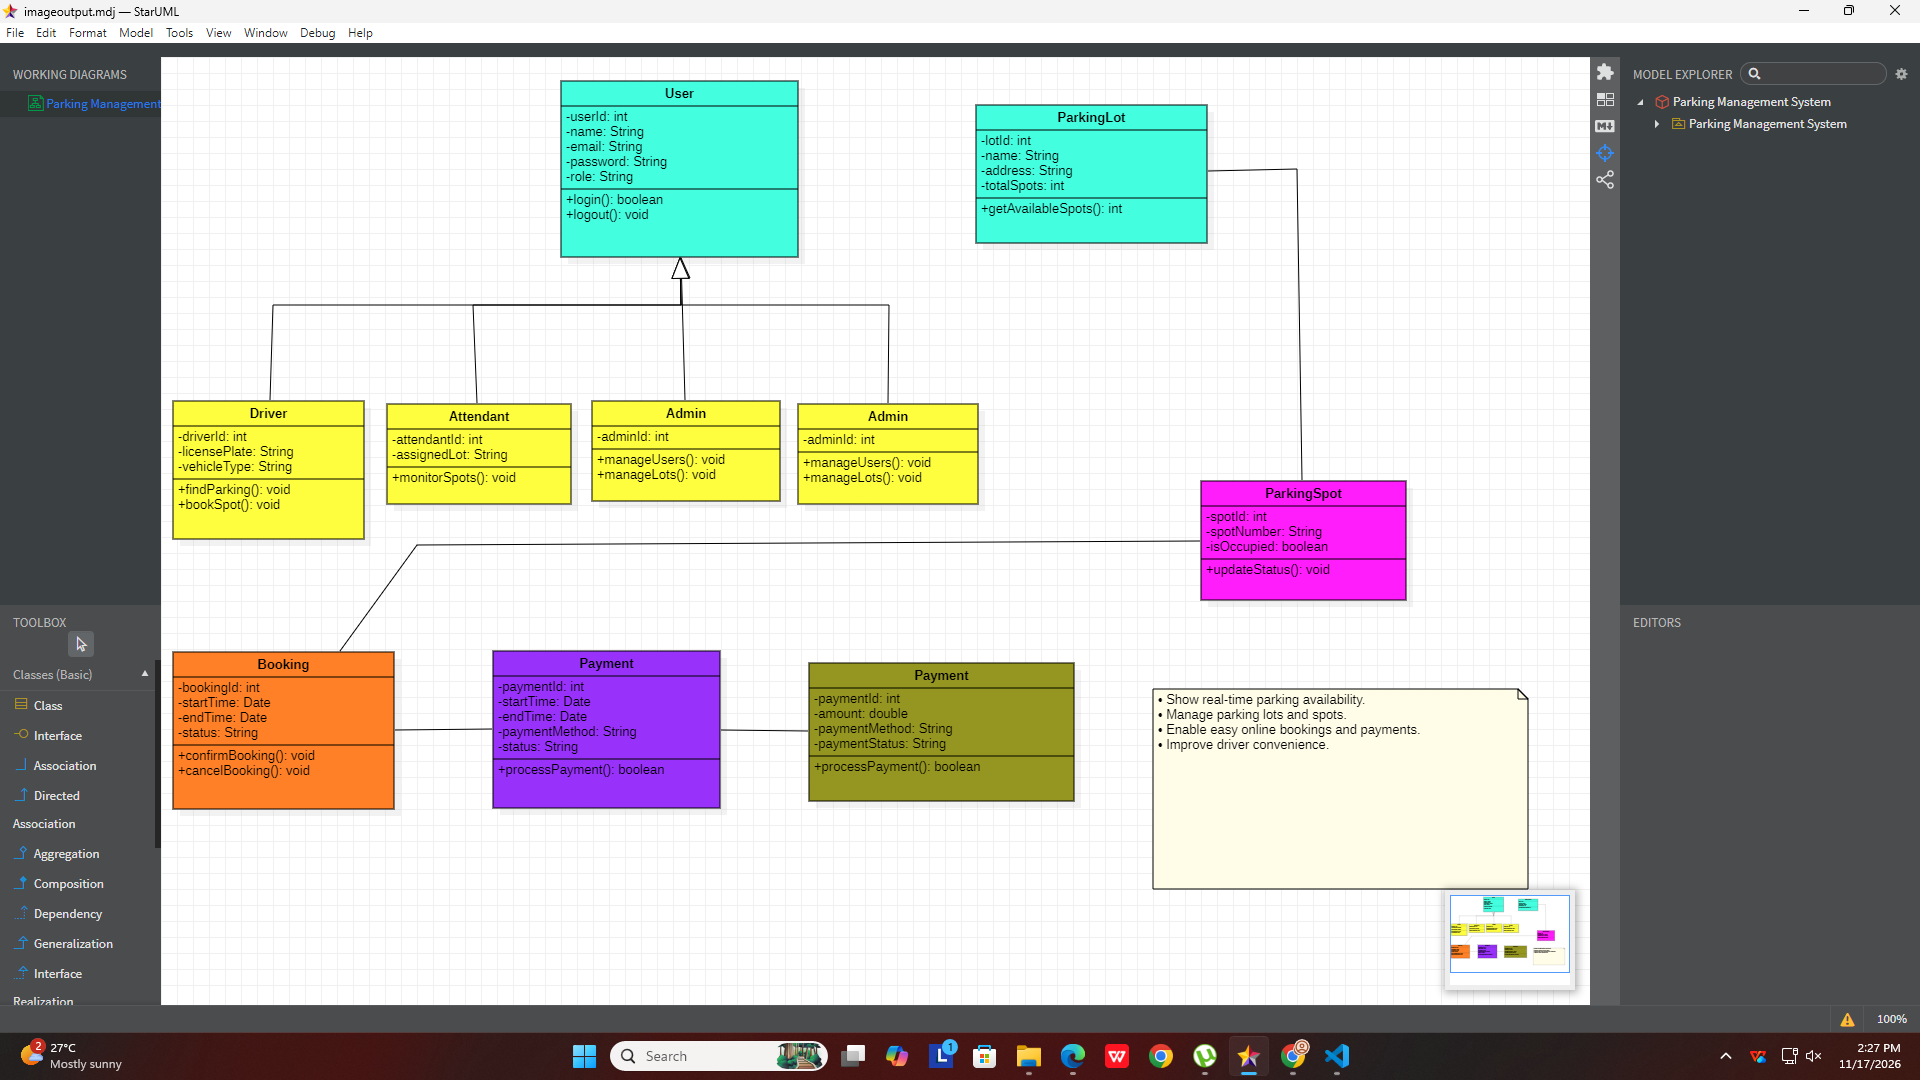 imageoutput.mdj — StarUML
File Edit Format Model Tools View Window Debug Help
WORKING DIAGRAMS
Parking Management
User
-userId: int
-name: String
-email: String
-password: String
-role: String
+login(): boolean
+logout(): void
ParkingLot
-lotId: int
-name: String
-address: String
-totalSpots: int
+getAvailableSpots(): int
Driver
-driverId: int
-licensePlate: String
-vehicleType: String
+findParking(): void
+bookSpot(): void
Attendant
-attendantId: int
-assignedLot: String
+monitorSpots(): void
Admin
-adminId: int
+manageUsers(): void
+manageLots(): void
Admin
-adminId: int
+manageUsers(): void
+manageLots(): void
ParkingSpot
-spotId: int
-spotNumber: String
-isOccupied: boolean
+updateStatus(): void
Booking
-bookingId: int
-startTime: Date
-endTime: Date
-status: String
+confirmBooking(): void
+cancelBooking(): void
Payment
-paymentId: int
-startTime: Date
-endTime: Date
-paymentMethod: String
-status: String
+processPayment(): boolean
Payment
-paymentId: int
-amount: double
-paymentMethod: String
-paymentStatus: String
+processPayment(): boolean
• Show real-time parking availability.
• Manage parking lots and spots.
• Enable easy online bookings and payments.
• Improve driver convenience.
TOOLBOX
Classes (Basic)
Class
Interface
Association
Directed
Association
Aggregation
Composition
Dependency
Generalization
Interface
Realization
MODEL EXPLORER
Parking Management System
Parking Management System
EDITORS
100%
2
27°C
Mostly sunny
Search
1
2:27 PM
11/17/2026